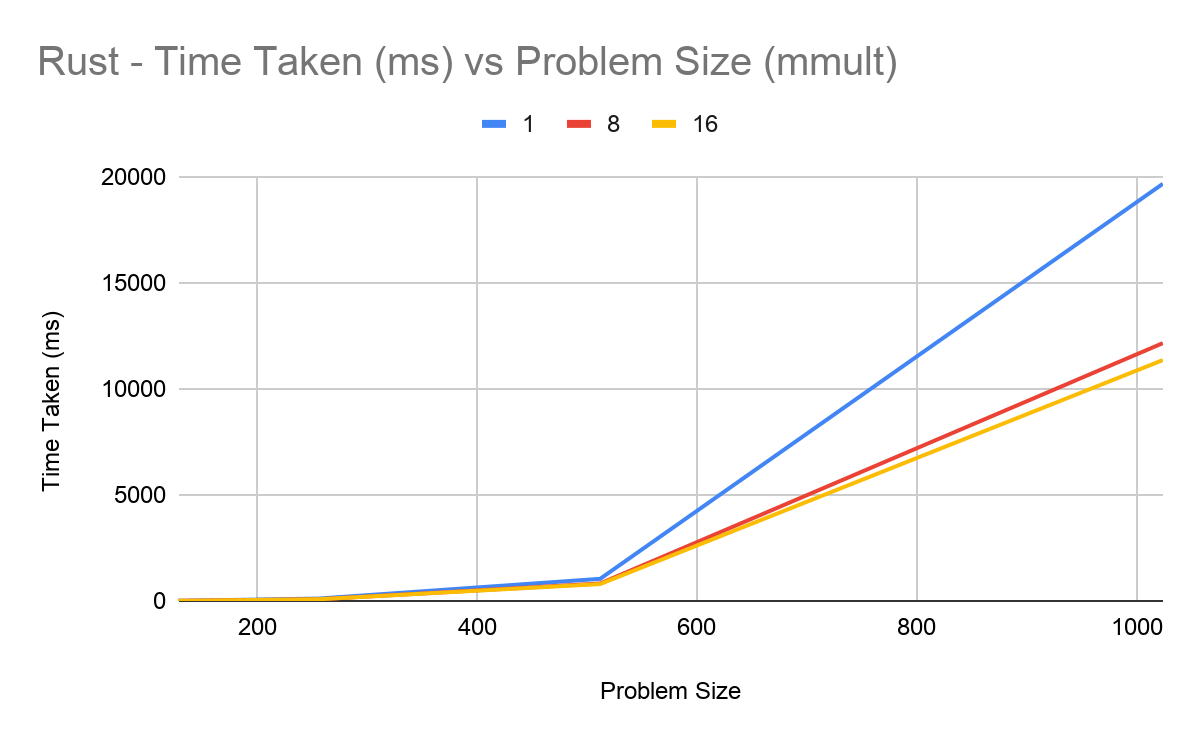 Rust - Time Taken (ms) vs Problem Size (mmult)
1 8 16
20000
15000
10000
5000
0
Time Taken (ms)
200 400 600 800 1000
Problem Size